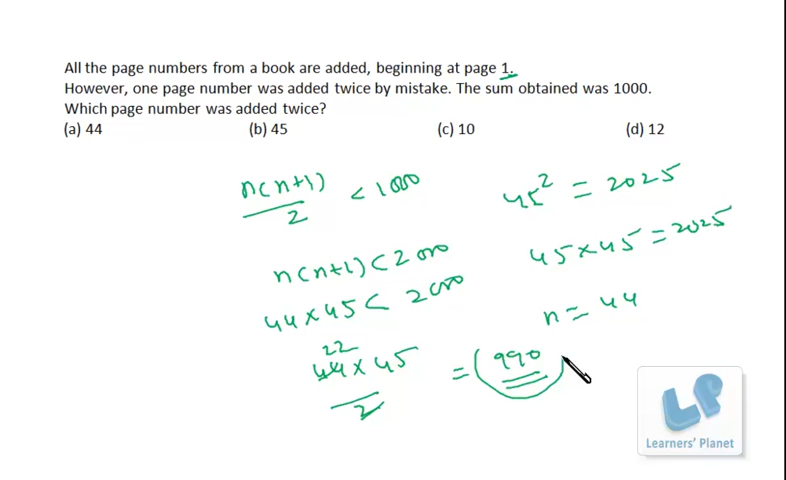 All the page numbers from a book are added, beginning at page 1.
However, one page number was added twice by mistake. The sum obtained was 1000.
Which page number was added twice?
(a) 44 (b) 45 (c) 10 (d) 12
n(n+1)
2
< 1000
n(n+1) < 2000
44 × 45 < 2000
22
44 × 45
2
= (990
45² = 2025
45 × 45 = 2025
n = 44
LP
Learners' Planet